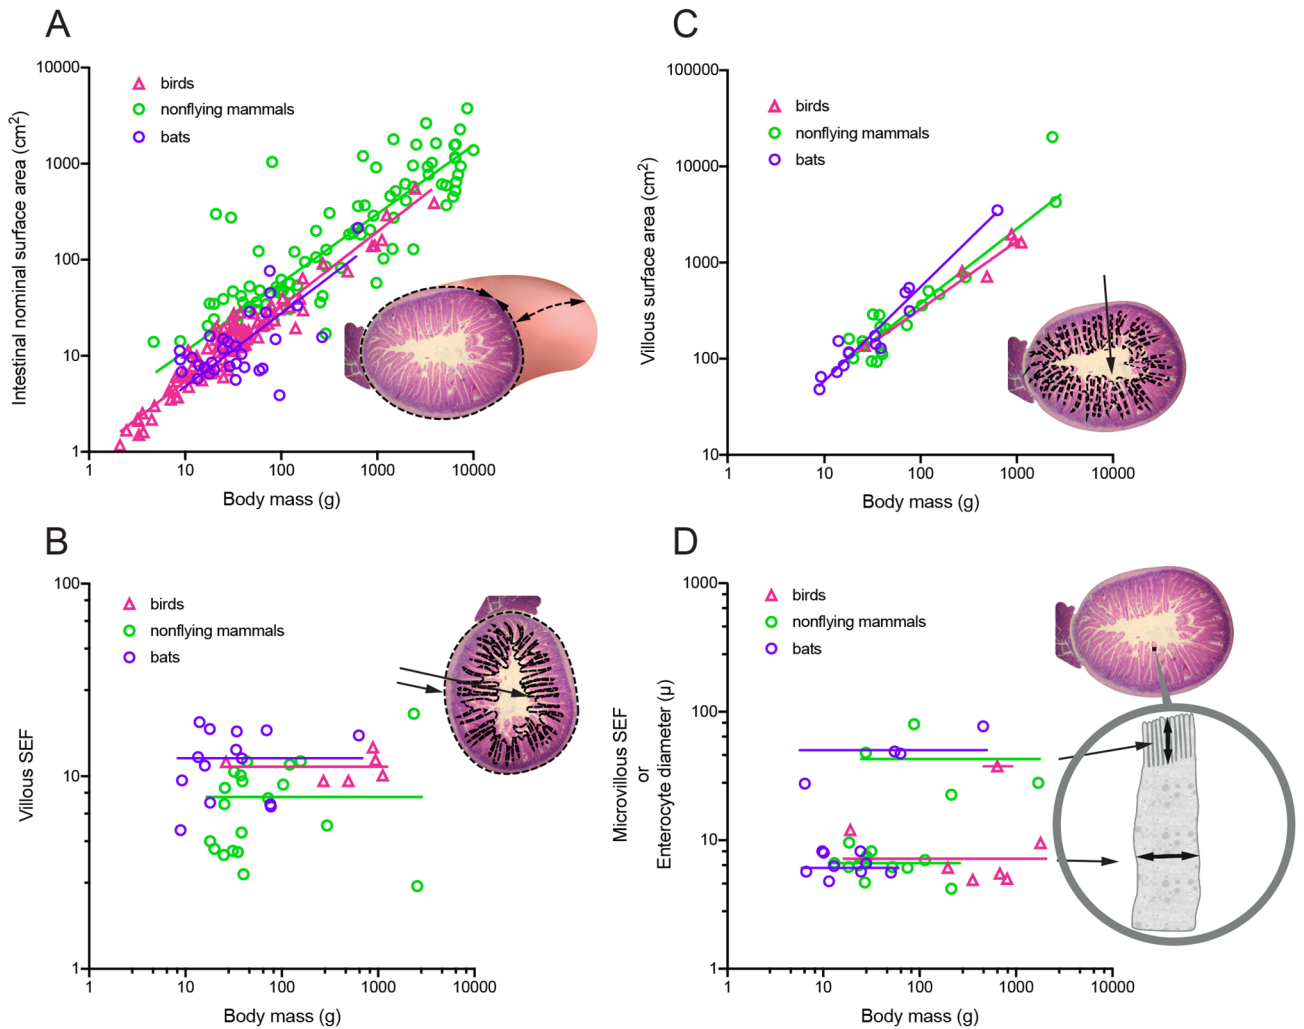 A
Intestinal nominal surface area (cm2)
10000
1000
100
10
1
birds
nonflying mammals
bats
1
10
100
1000
10000
Body mass (g)
C
Villous surface area (cm2)
100000
10000
1000
100
10
birds
nonflying mammals
bats
1
10
100
1000
10000
Body mass (g)
B
Villous SEF
100
10
1
birds
nonflying mammals
bats
1
10
100
1000
10000
Body mass (g)
D
Microvillous SEF
or
Enterocyte diameter (μ)
1000
100
10
1
birds
nonflying mammals
bats
1
10
100
1000
10000
Body mass (g)